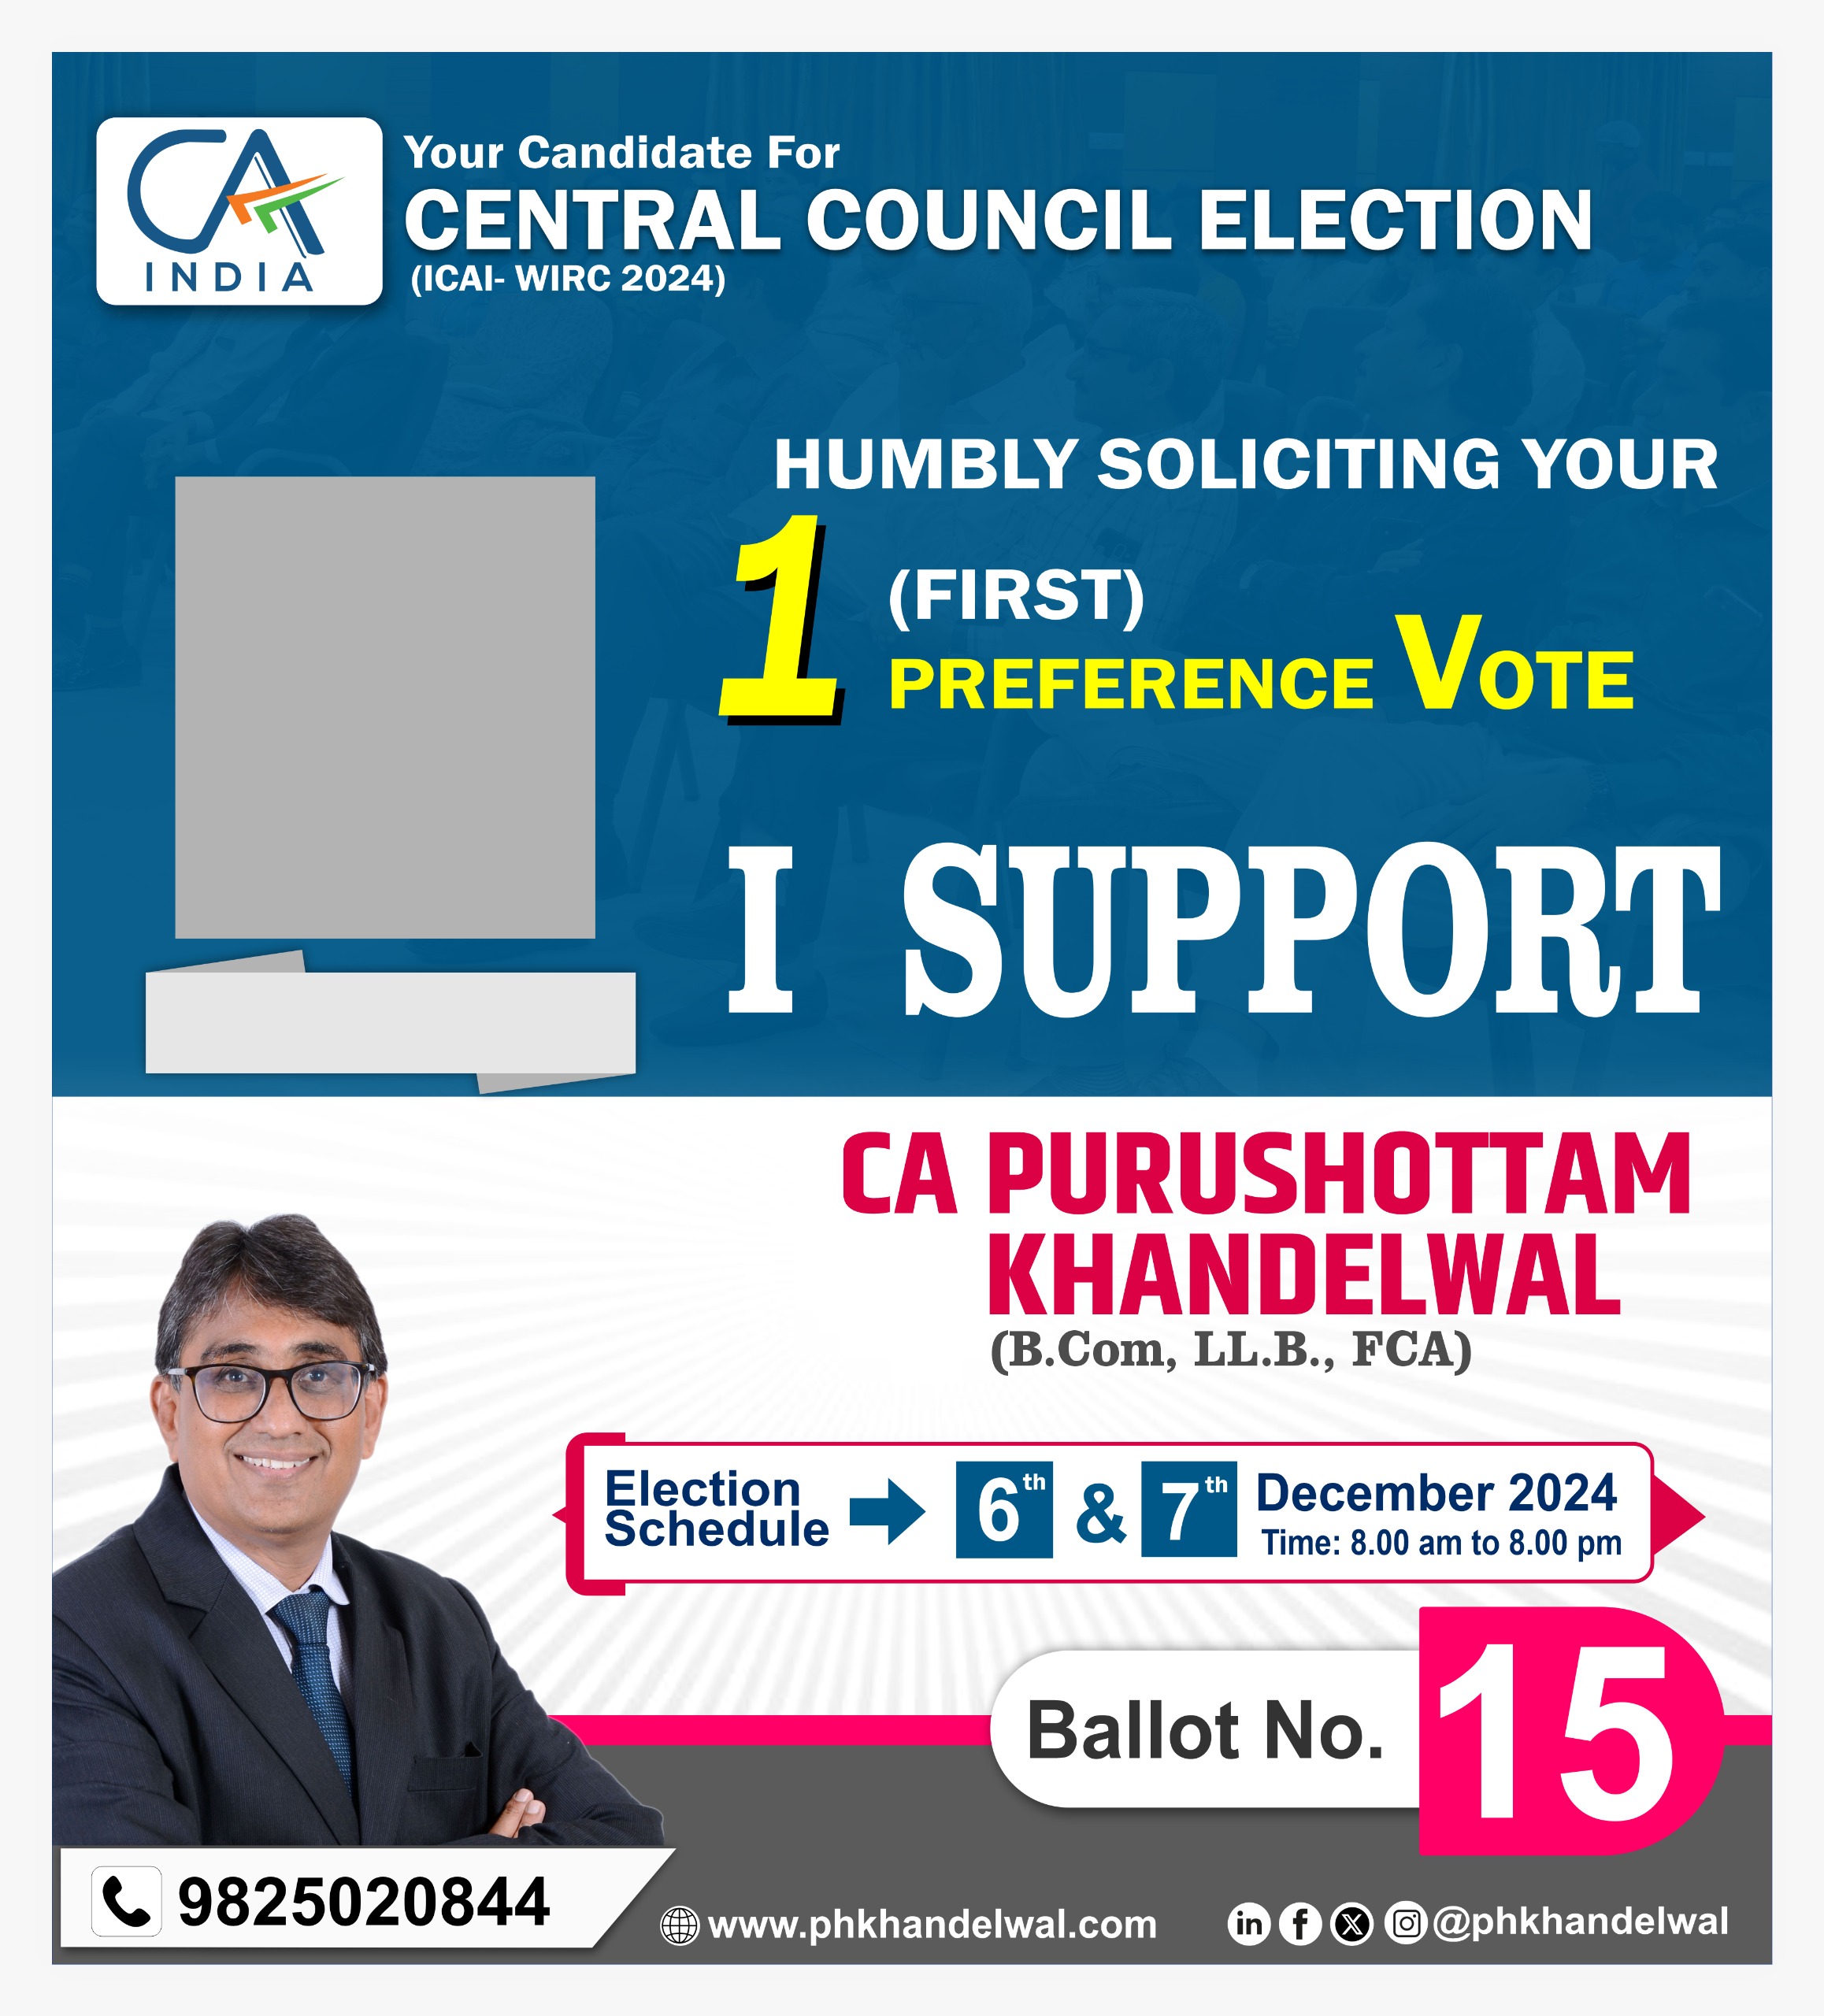 CA
INDIA
Your Candidate For
CENTRAL COUNCIL ELECTION
(ICAI- WIRC 2024)
HUMBLY SOLICITING YOUR
1 (FIRST)
PREFERENCE VOTE
I SUPPORT
CA PURUSHOTTAM
KHANDELWAL
(B.Com, LL.B., FCA)
Election
Schedule
6th & 7th
December 2024
Time: 8.00 am to 8.00 pm
Ballot No. 15
9825020844
www.phkhandelwal.com
in f X @phkhandelwal